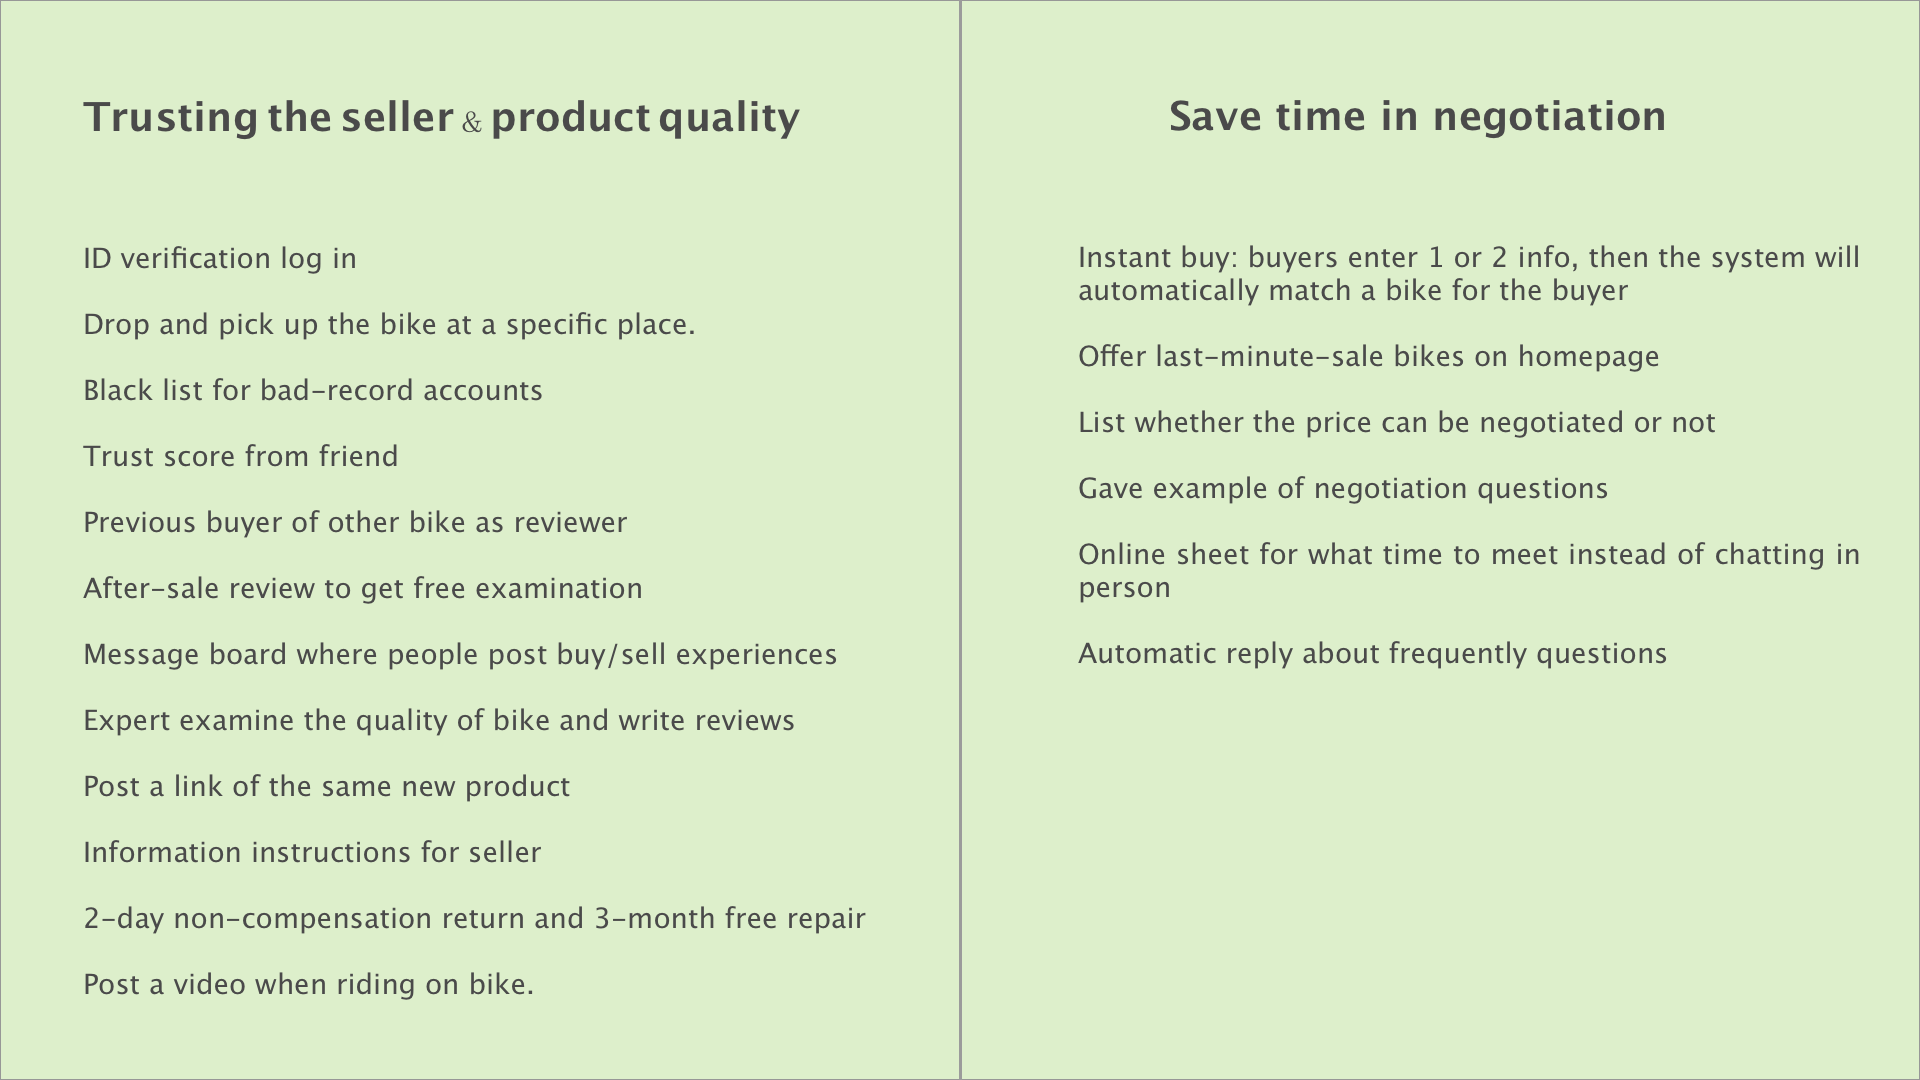 Trusting the seller & product quality
ID verification log in
Drop and pick up the bike at a specific place.
Black list for bad-record accounts
Trust score from friend
Previous buyer of other bike as reviewer
After-sale review to get free examination
Message board where people post buy/sell experiences
Expert examine the quality of bike and write reviews
Post a link of the same new product
Information instructions for seller
2-day non-compensation return and 3-month free repair
Post a video when riding on bike.
Save time in negotiation
Instant buy: buyers enter 1 or 2 info, then the system will
automatically match a bike for the buyer
Offer last-minute-sale bikes on homepage
List whether the price can be negotiated or not
Gave example of negotiation questions
Online sheet for what time to meet instead of chatting in
person
Automatic reply about frequently questions